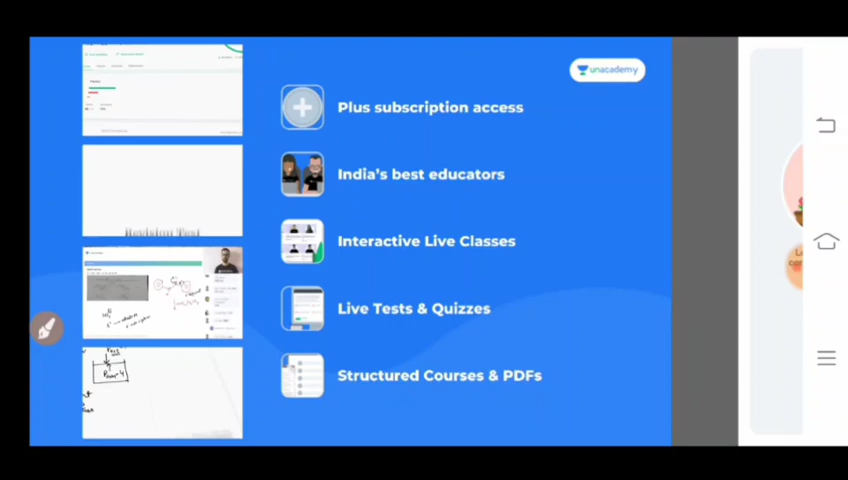 unacademy
Plus subscription access
India's best educators
Interactive Live Classes
Live Tests & Quizzes
Structured Courses & PDFs